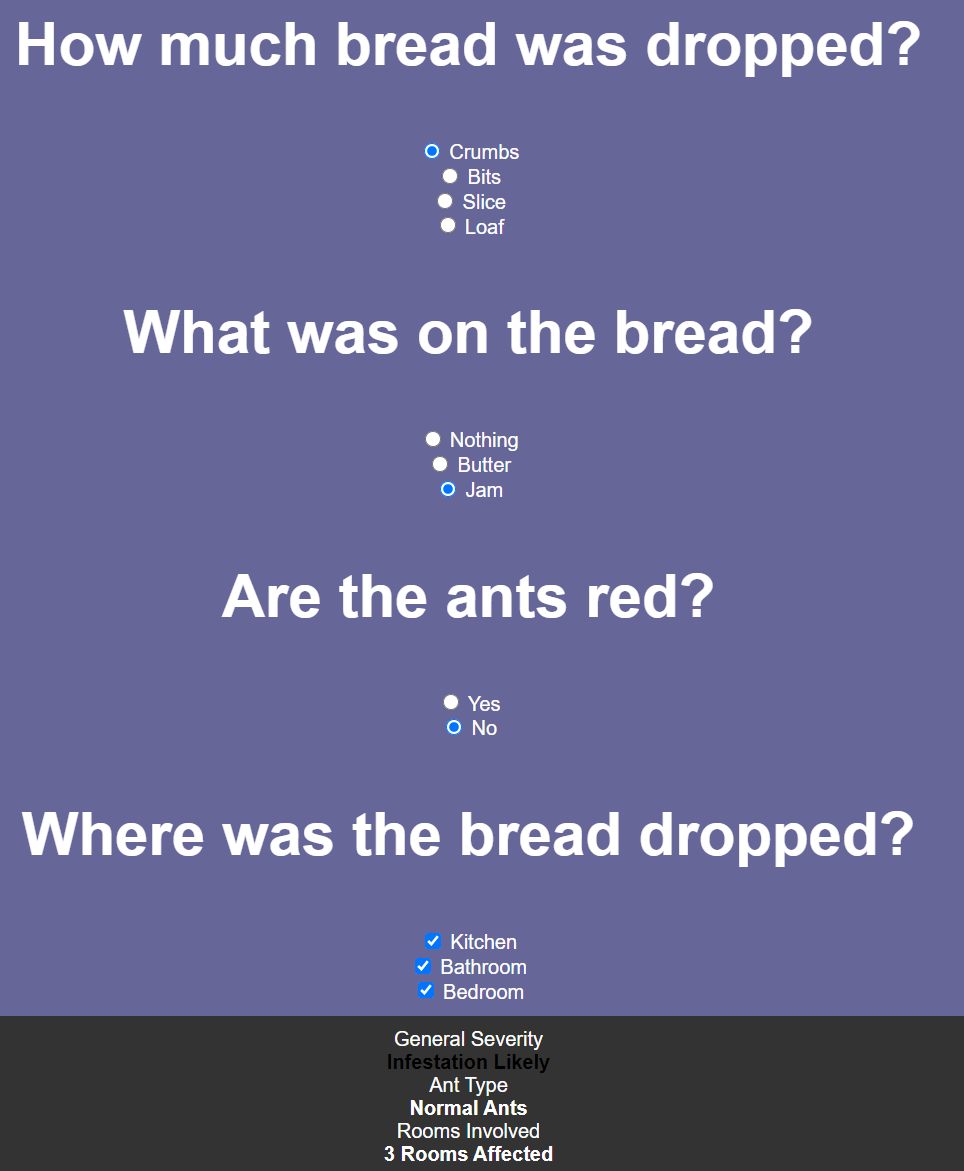 How much bread was dropped?
Crumbs
Bits
Slice
Loaf
What was on the bread?
Nothing
Butter
Jam
Are the ants red?
Yes
No
Where was the bread dropped?
Kitchen
Bathroom
Bedroom
General Severity
Infestation Likely
Ant Type
Normal Ants
Rooms Involved
3 Rooms Affected